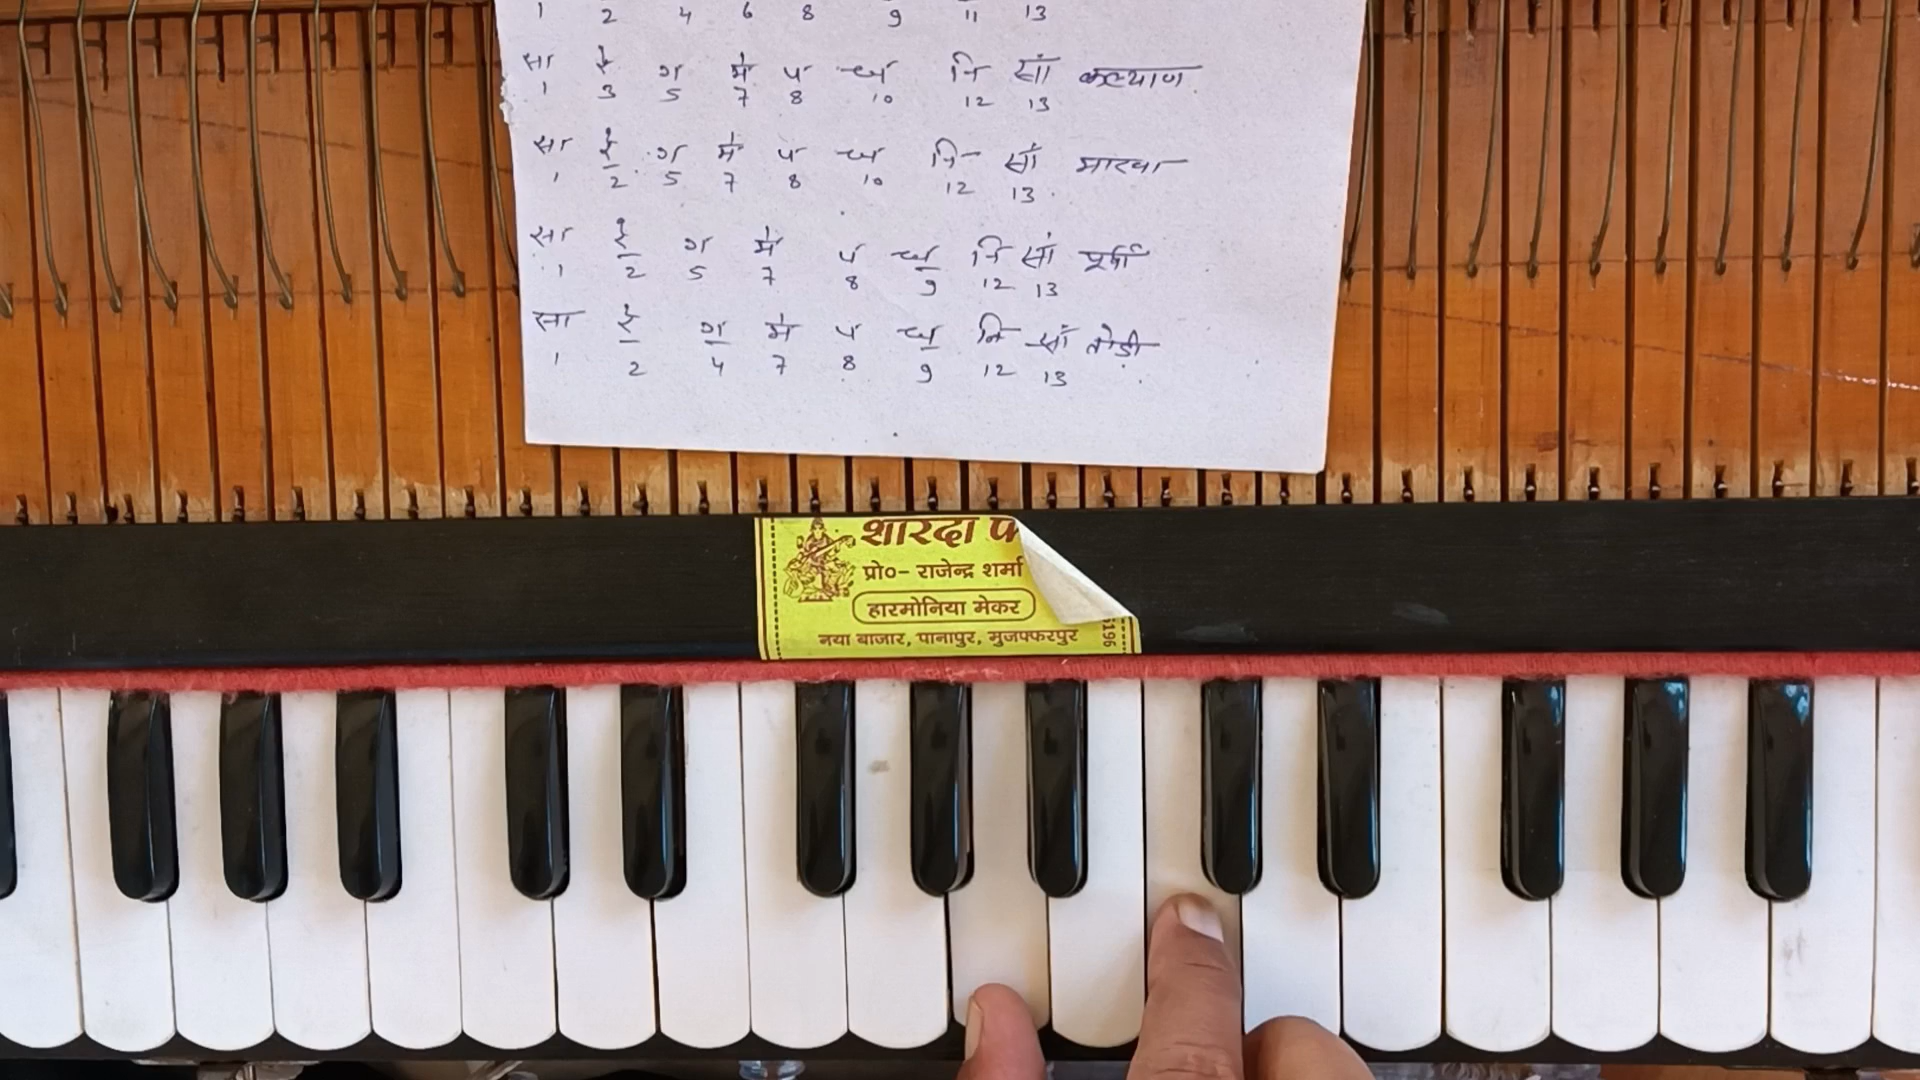 1 2 4 6 8 9 11 13
सा रे ग मे प ध नि सां कल्याण
1 3 5 7 8 10 12 13
सा रे ग मे प ध नि सां मारवा
1 2 5 7 8 10 12 13
सा रे ग मे प ध नि सां पूर्वी
1 2 5 7 8 9 12 13
सा रे ग मे प ध नि सां तोडी
1 2 4 7 8 9 12 13
शारदा
प्रो०- राजेन्द्र शर्मा
हारमोनिया मेकर
नया बाजार, पानापुर, मुजफ्फरपुर
196